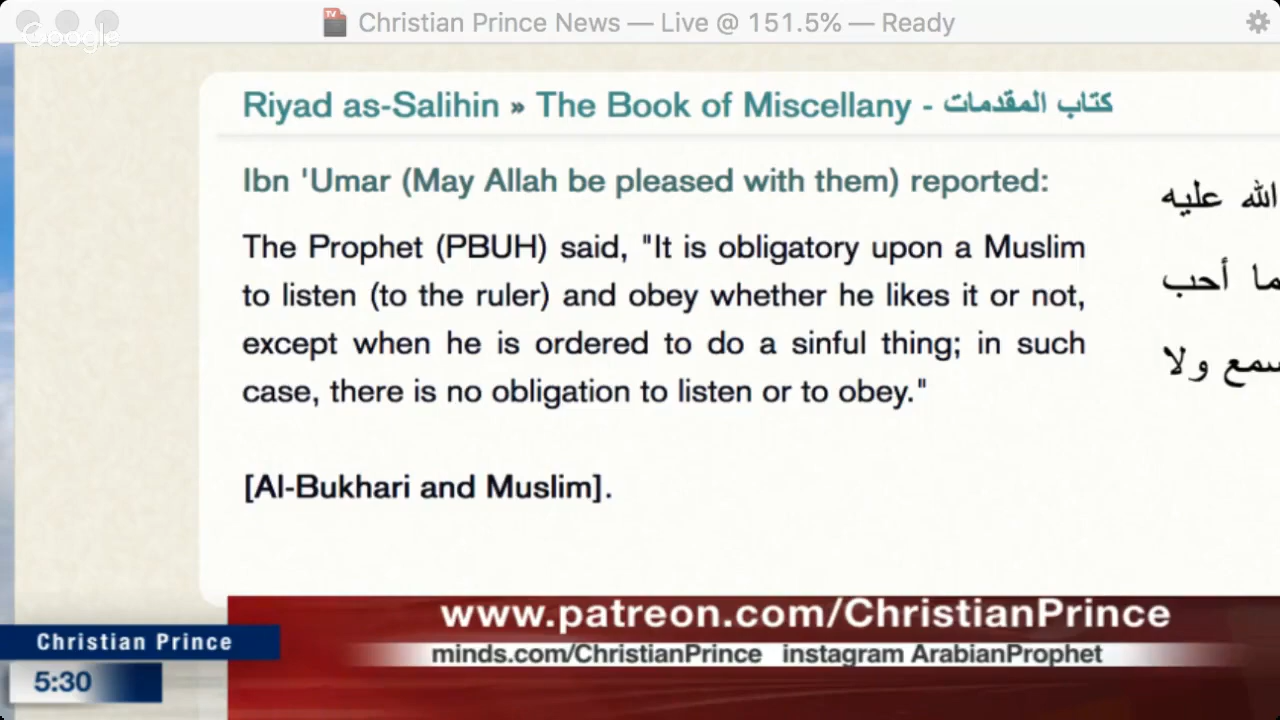 Christian Prince News — Live @ 151.5% — Ready
Google
Riyad as-Salihin » The Book of Miscellany - كتاب المقدمات
Ibn 'Umar (May Allah be pleased with them) reported:
الله عليه
The Prophet (PBUH) said, "It is obligatory upon a Muslim
to listen (to the ruler) and obey whether he likes it or not,
ما أحب
except when he is ordered to do a sinful thing; in such
case, there is no obligation to listen or to obey."
سمع ولا
[Al-Bukhari and Muslim].
www.patreon.com/ChristianPrince
Christian Prince
minds.com/ChristianPrince instagram ArabianProphet
5:30